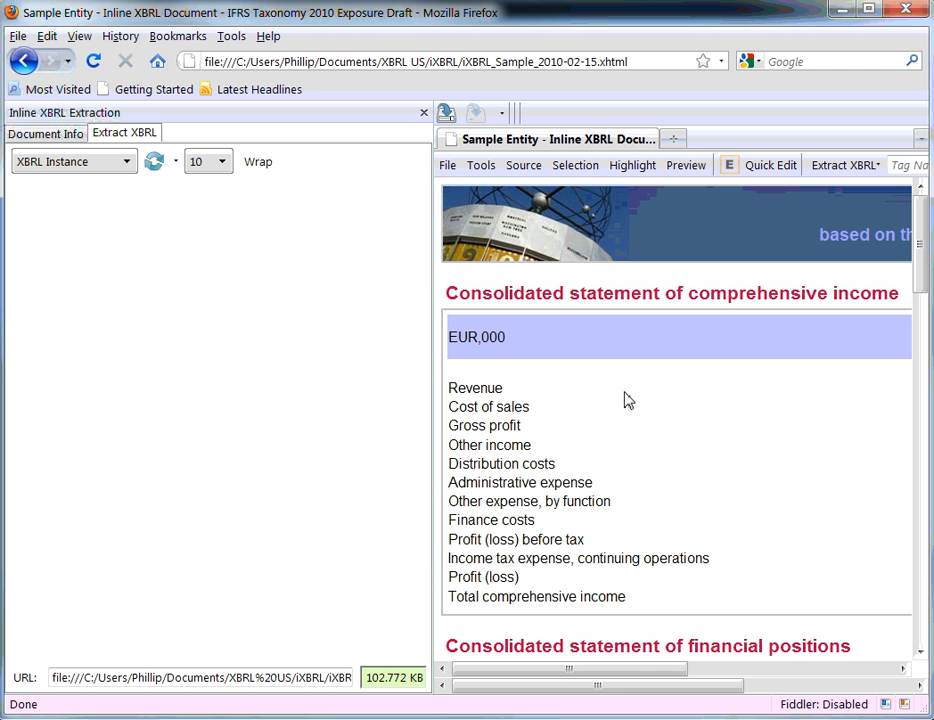 Sample Entity - Inline XBRL Document - IFRS Taxonomy 2010 Exposure Draft - Mozilla Firefox
File Edit View History Bookmarks Tools Help
file:///C:/Users/Phillip/Documents/XBRL US/iXBRL/iXBRL_Sample_2010-02-15.xhtml
Google
Most Visited Getting Started Latest Headlines
Inline XBRL Extraction
Document Info Extract XBRL
XBRL Instance 10 Wrap
Sample Entity - Inline XBRL Docu...
File Tools Source Selection Highlight Preview E Quick Edit Extract XBRL Tag Na
based on th
Consolidated statement of comprehensive income
EUR,000
Revenue
Cost of sales
Gross profit
Other income
Distribution costs
Administrative expense
Other expense, by function
Finance costs
Profit (loss) before tax
Income tax expense, continuing operations
Profit (loss)
Total comprehensive income
Consolidated statement of financial positions
URL: file:///C:/Users/Phillip/Documents/XBRL%20US/iXBRL/iXBR 102.772 KB
Done
Fiddler: Disabled